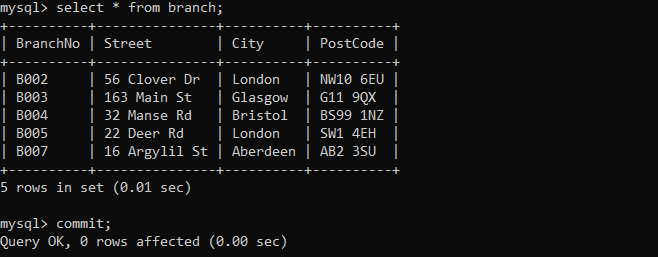 mysql> select * from branch;
+----------+---------------+----------+----------+
| BranchNo | Street        | City     | PostCode |
+----------+---------------+----------+----------+
| B002     | 56 Clover Dr  | London   | NW10 6EU |
| B003     | 163 Main St   | Glasgow  | G11 9QX  |
| B004     | 32 Manse Rd   | Bristol  | BS99 1NZ |
| B005     | 22 Deer Rd    | London   | SW1 4EH  |
| B007     | 16 Argylil St | Aberdeen | AB2 3SU  |
+----------+---------------+----------+----------+
5 rows in set (0.01 sec)
mysql> commit;
Query OK, 0 rows affected (0.00 sec)